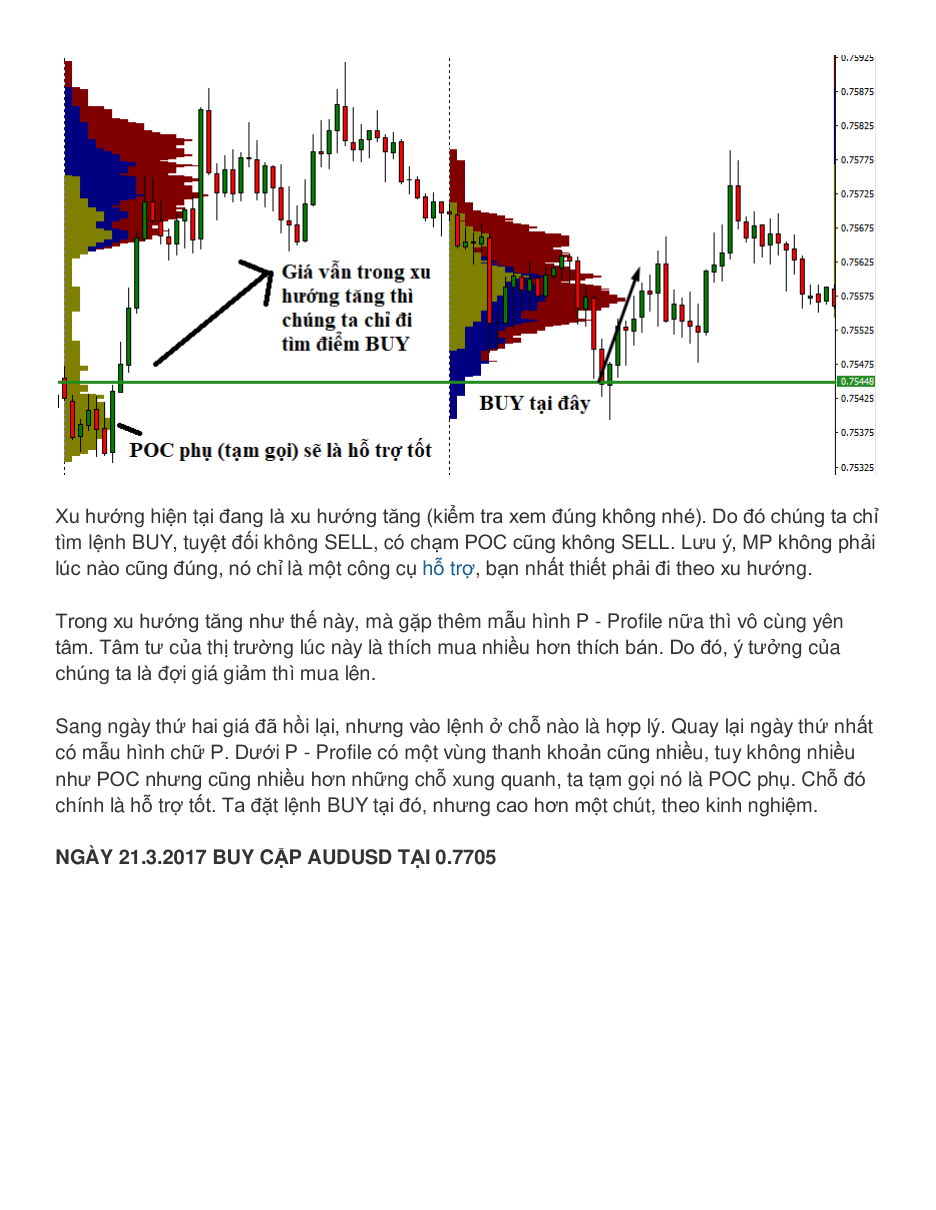 0.75925
0.75875
0.75825
0.75775
0.75725
0.75675
0.75625
0.75575
0.75525
0.75475
0.75448
0.75425
0.75375
0.75325
Giá vẫn trong xu
hướng tăng thì
chúng ta chỉ đi
tìm điểm BUY
BUY tại đây
POC phụ (tạm gọi) sẽ là hỗ trợ tốt
Xu hướng hiện tại đang là xu hướng tăng (kiểm tra xem đúng không nhé). Do đó chúng ta chỉ
tìm lệnh BUY, tuyệt đối không SELL, có chạm POC cũng không SELL. Lưu ý, MP không phải
lúc nào cũng đúng, nó chỉ là một công cụ hỗ trợ, bạn nhất thiết phải đi theo xu hướng.
Trong xu hướng tăng như thế này, mà gặp thêm mẫu hình P - Profile nữa thì vô cùng yên
tâm. Tâm tư của thị trường lúc này là thích mua nhiều hơn thích bán. Do đó, ý tưởng của
chúng ta là đợi giá giảm thì mua lên.
Sang ngày thứ hai giá đã hồi lại, nhưng vào lệnh ở chỗ nào là hợp lý. Quay lại ngày thứ nhất
có mẫu hình chữ P. Dưới P - Profile có một vùng thanh khoản cũng nhiều, tuy không nhiều
như POC nhưng cũng nhiều hơn những chỗ xung quanh, ta tạm gọi nó là POC phụ. Chỗ đó
chính là hỗ trợ tốt. Ta đặt lệnh BUY tại đó, nhưng cao hơn một chút, theo kinh nghiệm.
NGÀY 21.3.2017 BUY CẶP AUDUSD TẠI 0.7705